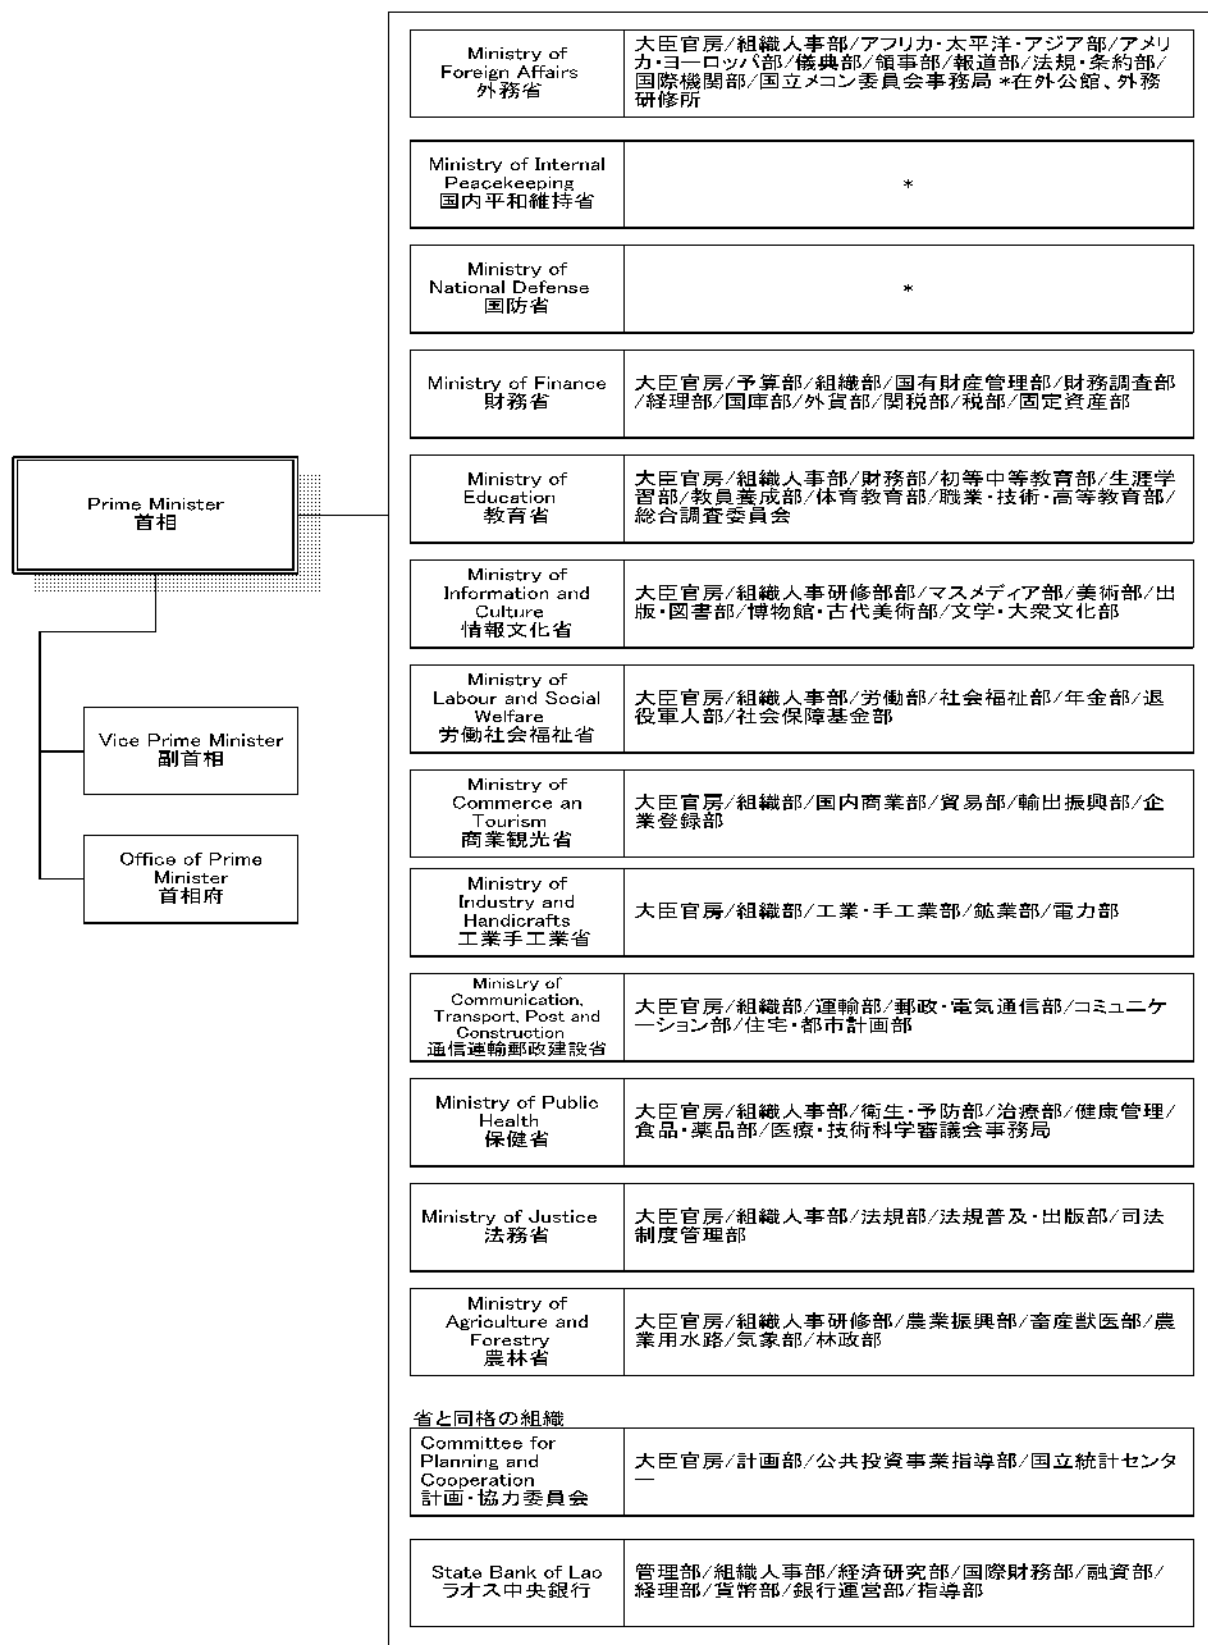 Prime Minister
首相
Vice Prime Minister
副首相
Office of Prime
Minister
首相府
Ministry of
Foreign Affairs
外務省
大臣官房/組織人事部/アフリカ・太平洋・アジア部/アメリ
カ・ヨーロッパ部/儀典部/領事部/報道部/法規・条約部/
国際機関部/国立メコン委員会事務局 *在外公館、外務
研修所
Ministry of Internal
Peacekeeping
国内平和維持省
*
Ministry of
National Defense
国防省
*
Ministry of Finance
財務省
大臣官房/予算部/組織部/国有財産管理部/財務調査部
/経理部/国庫部/外貨部/関税部/税部/固定資産部
Ministry of
Education
教育省
大臣官房/組織人事部/財務部/初等中等教育部/生涯学
習部/教員養成部/体育教育部/職業・技術・高等教育部/
総合調査委員会
Ministry of
Information and
Culture
情報文化省
大臣官房/組織人事研修部部/マスメディア部/美術部/出
版・図書部/博物館・古代美術部/文学・大衆文化部
Ministry of
Labour and Social
Welfare
労働社会福祉省
大臣官房/組織人事部/労働部/社会福祉部/年金部/退
役軍人部/社会保障基金部
Ministry of
Commerce an
Tourism
商業観光省
大臣官房/組織部/国内商業部/貿易部/輸出振興部/企
業登録部
Ministry of
Industry and
Handicrafts
工業手工業省
大臣官房/組織部/工業・手工業部/鉱業部/電力部
Ministry of
Communication,
Transport, Post and
Construction
通信運輸郵政建設省
大臣官房/組織部/運輸部/郵政・電気通信部/コミュニケ
ーション部/住宅・都市計画部
Ministry of Public
Health
保健省
大臣官房/組織人事部/衛生・予防部/治療部/健康管理/
食品・薬品部/医療・技術科学審議会事務局
Ministry of Justice
法務省
大臣官房/組織人事部/法規部/法規普及・出版部/司法
制度管理部
Ministry of
Agriculture and
Forestry
農林省
大臣官房/組織人事研修部/農業振興部/畜産獣医部/農
業用水路/気象部/林政部
省と同格の組織
Committee for
Planning and
Cooperation
計画・協力委員会
大臣官房/計画部/公共投資事業指導部/国立統計センタ
ー
State Bank of Lao
ラオス中央銀行
管理部/組織人事部/経済研究部/国際財務部/融資部/
経理部/貨幣部/銀行運営部/指導部